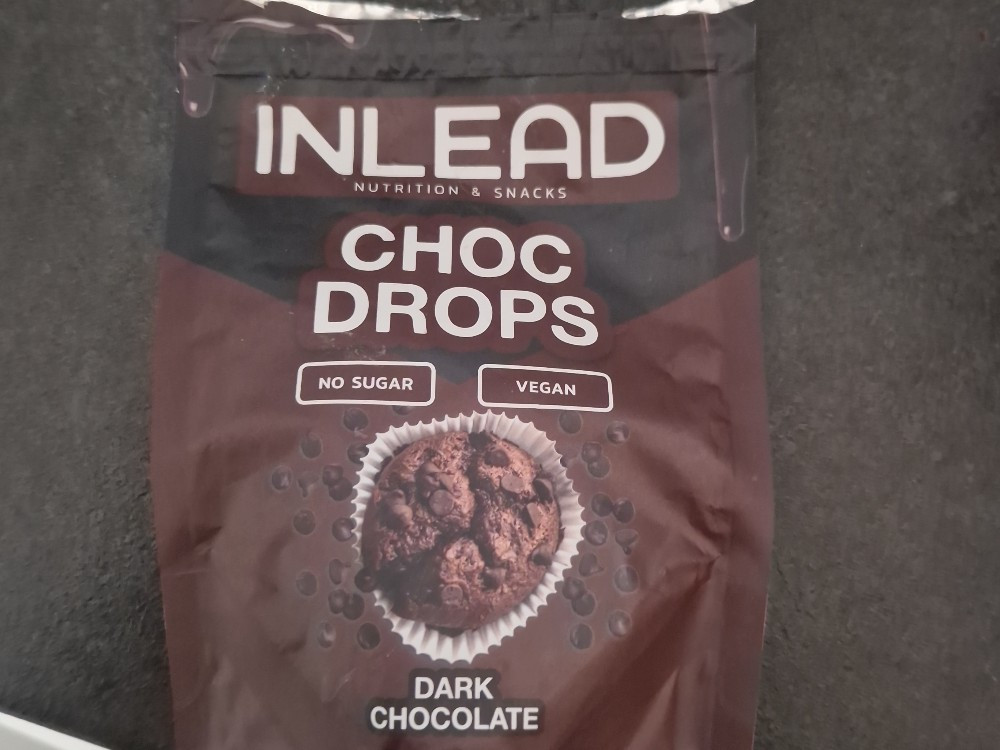 INLEAD
NUTRITION & SNACKS
CHOC
DROPS
NO SUGAR
VEGAN
DARK
CHOCOLATE